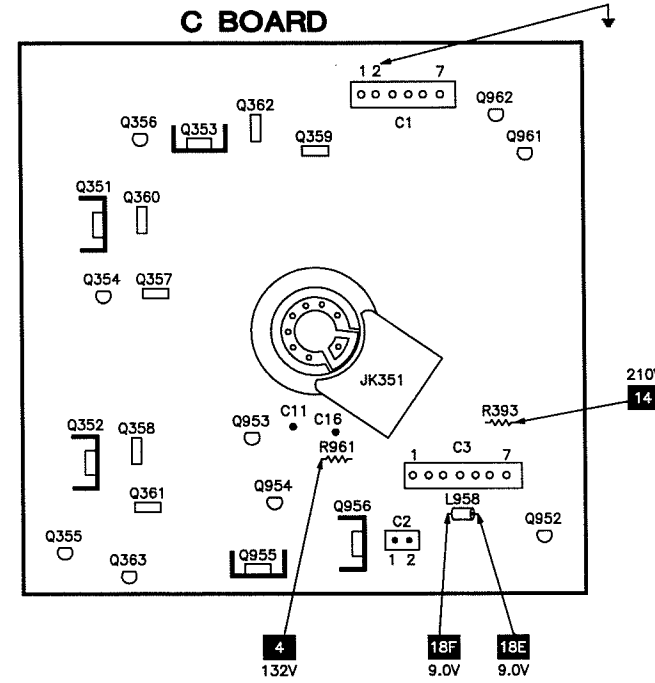 C BOARD
1 2 7
C1
Q962
Q961
Q362
Q356
Q353
Q359
Q351
Q360
Q354
Q357
JK351
210V
14
R393
C11
C16
Q953
R961
Q352
Q358
C3
1 7
Q361
Q954
L958
Q956
C2
1 2
Q952
Q355
Q363
Q955
4
132V
18F
9.0V
18E
9.0V